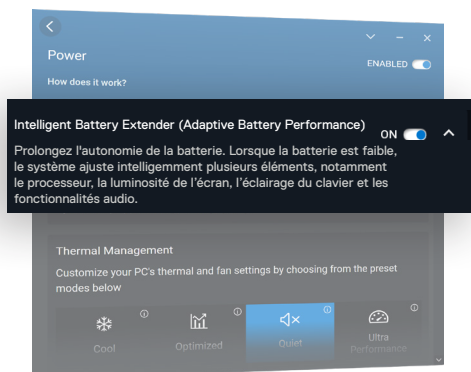 Power
ENABLED
How does it work?
Intelligent Battery Extender (Adaptive Battery Performance)
ON
Prolongez l'autonomie de la batterie. Lorsque la batterie est faible,
le système ajuste intelligemment plusieurs éléments, notamment
le processeur, la luminosité de l'écran, l'éclairage du clavier et les
fonctionnalités audio.
Thermal Management
Customize your PC's thermal and fan settings by choosing from the preset
modes below
Cool
Optimized
Quiet
Ultra
Performance